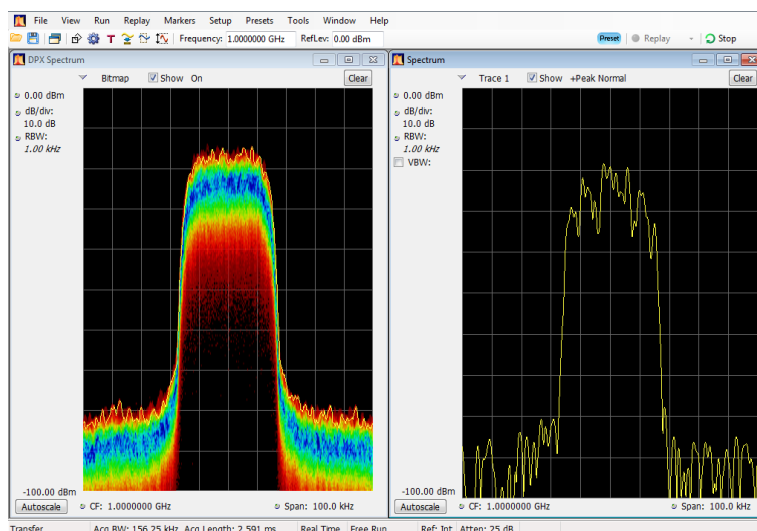 File View Run Replay Markers Setup Presets Tools Window Help
T Frequency: 1.0000000 GHz RefLev: 0.00 dBm Preset Replay Stop
DPX Spectrum
Bitmap Show On Clear
0.00 dBm
dB/div:
10.0 dB
RBW:
1.00 kHz
-100.00 dBm
Autoscale CF: 1.0000000 GHz Span: 100.0 kHz
Spectrum
Trace 1 Show +Peak Normal Clear
0.00 dBm
dB/div:
10.0 dB
RBW:
1.00 kHz
VBW:
-100.00 dBm
Autoscale CF: 1.0000000 GHz Span: 100.0 kHz
Transfer Acq BW: 156.25 kHz, Acq Length: 2.591 ms Real Time Free Run Ref: Int Atten: 25 dB